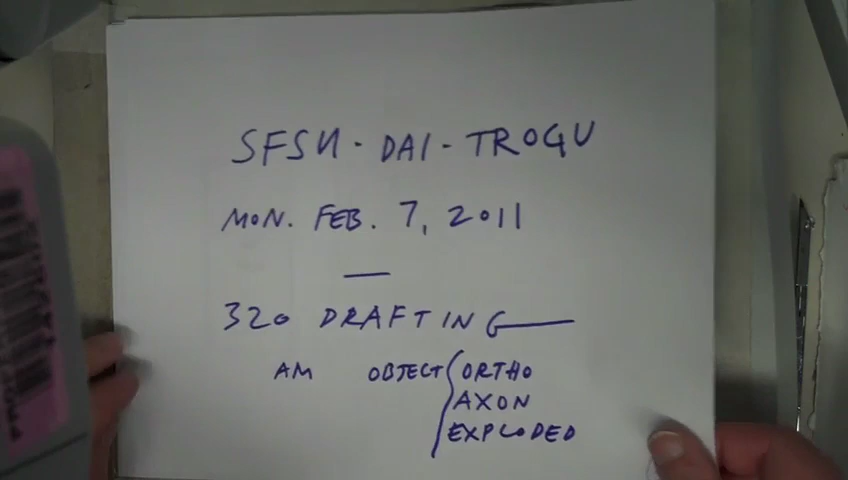 SFSU - DAI - TROGU
MON. FEB. 7, 2011
—
320 DRAFTING
AM OBJECT { ORTHO
AXON
EXPLODED